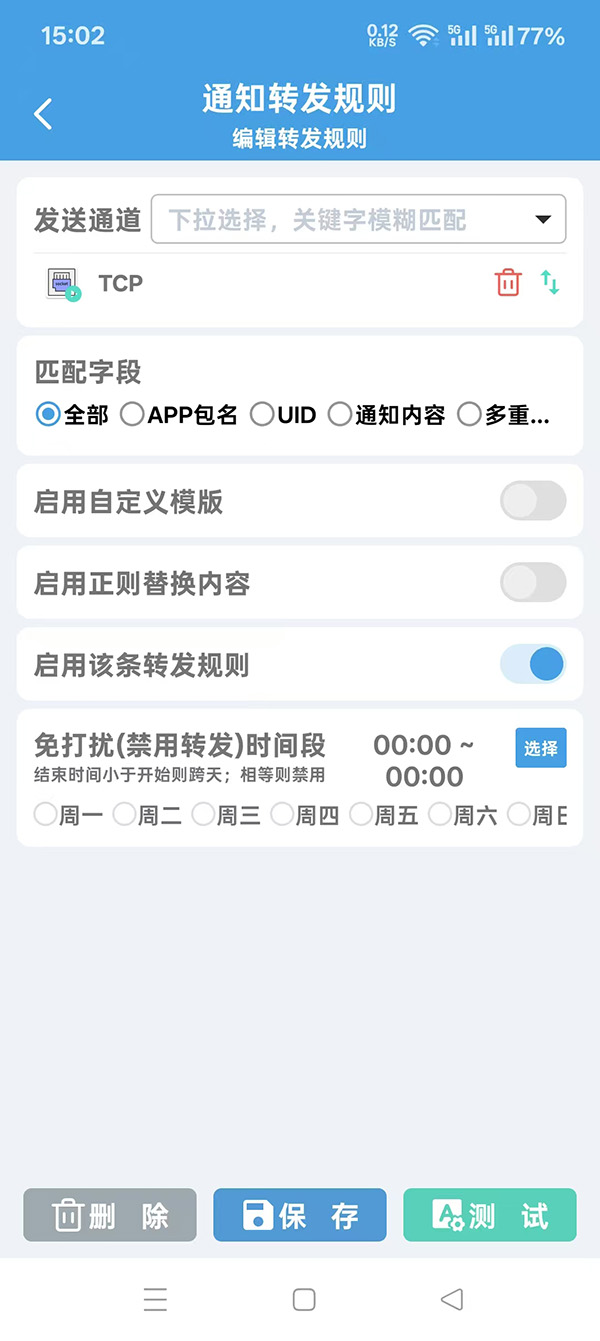 15:02 0.12 KB/S 5G 5G 77%
通知转发规则
编辑转发规则
发送通道 下拉选择，关键字模糊匹配
socket TCP
匹配字段
全部 APP包名 UID 通知内容 多重...
启用自定义模版
启用正则替换内容
启用该条转发规则
免打扰(禁用转发)时间段 00:00 ~ 选择
结束时间小于开始则跨天；相等则禁用 00:00
周一 周二 周三 周四 周五 周六 周日
删 除 保 存 测 试